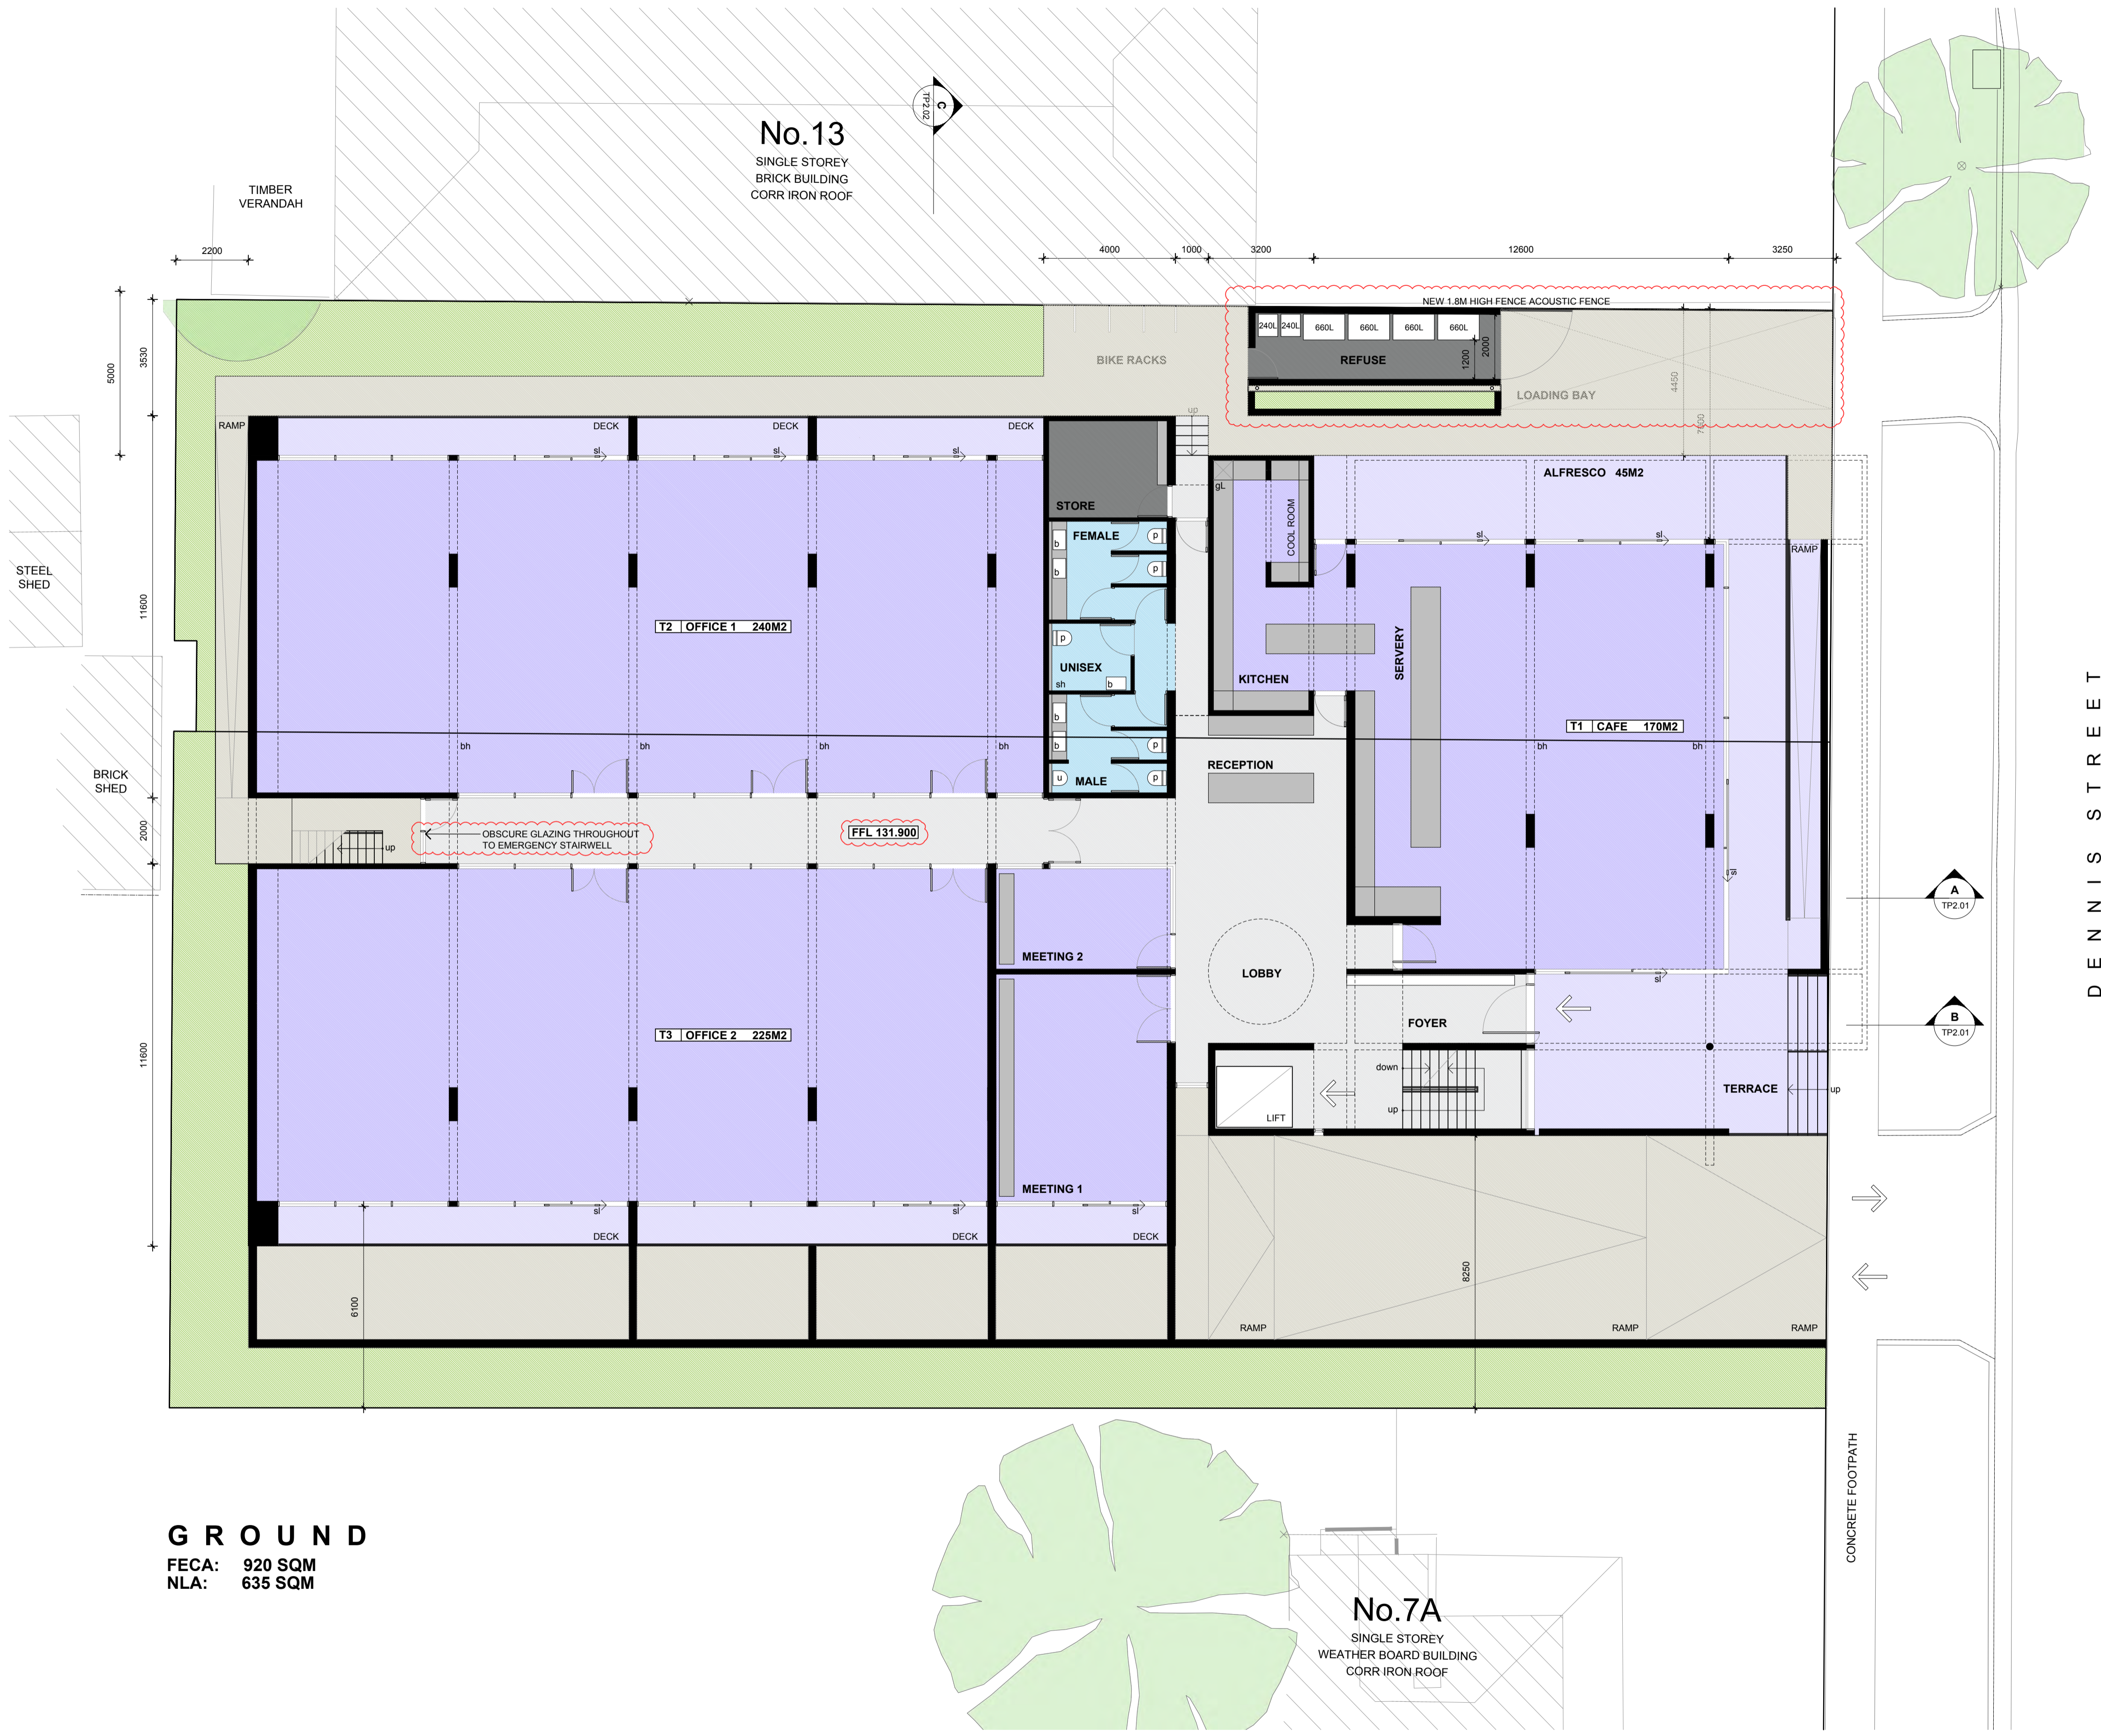 C
TP2.02
No.13
SINGLE STOREY
BRICK BUILDING
CORR IRON ROOF
TIMBER
VERANDAH
2200
4000
1000
3200
12600
3250
NEW 1.8M HIGH FENCE ACOUSTIC FENCE
240L
240L
660L
660L
660L
660L
5000
3530
BIKE RACKS
REFUSE
1200
2000
4450
7000
LOADING BAY
up
RAMP
DECK
DECK
DECK
sl
sl
sl
STORE
gL
COOL ROOM
ALFRESCO 45M2
sl
sl
RAMP
STEEL
SHED
11600
FEMALE
b
b
p
p
T2 OFFICE 1 240M2
p
UNISEX
sh
b
KITCHEN
SERVERY
DENNIS STREET
b
b
p
T1 CAFE 170M2
bh
bh
bh
bh
bh
bh
BRICK
SHED
RECEPTION
u
MALE
p
2000
OBSCURE GLAZING THROUGHOUT
TO EMERGENCY STAIRWELL
FFL 131.900
up
sl
A
TP2.01
MEETING 2
LOBBY
sl
B
TP2.01
FOYER
T3 OFFICE 2 225M2
11600
down
up
LIFT
TERRACE
up
MEETING 1
sl
sl
sl
DECK
DECK
DECK
6100
8250
RAMP
RAMP
RAMP
CONCRETE FOOTPATH
GROUND
FECA: 920 SQM
NLA: 635 SQM
No.7A
SINGLE STOREY
WEATHER BOARD BUILDING
CORR IRON ROOF